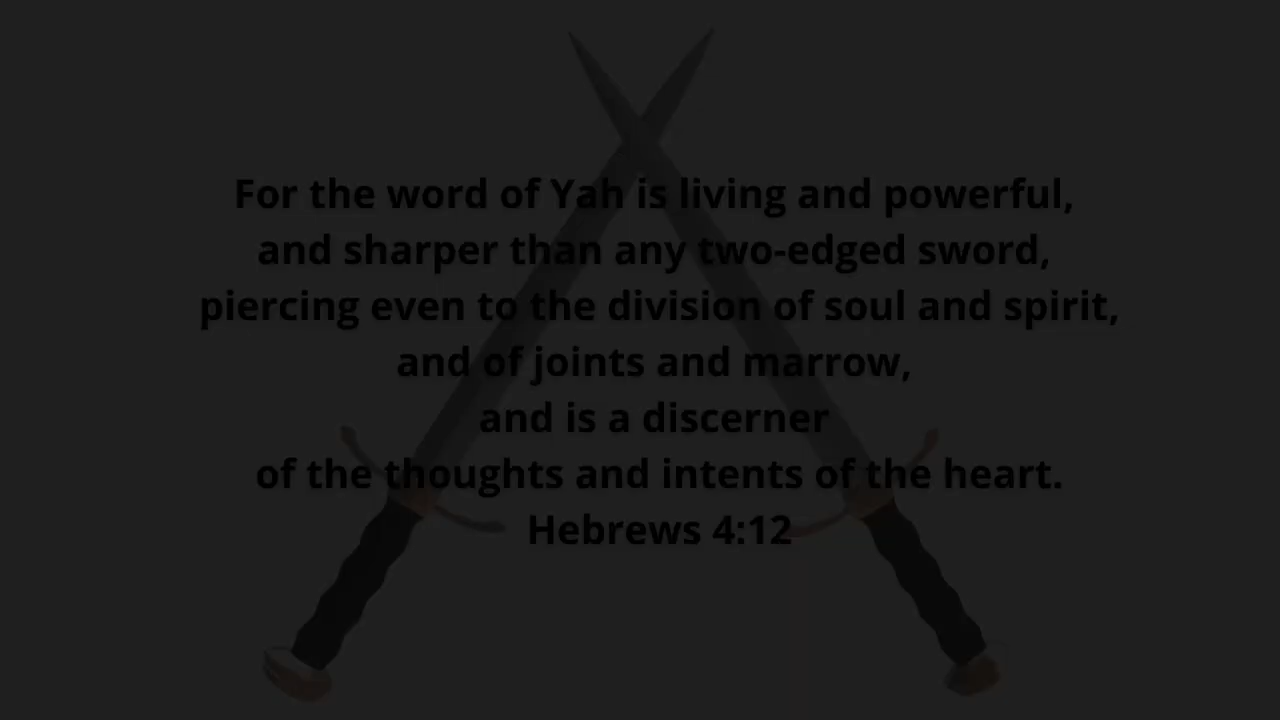 For the word of Yah is living and powerful,
and sharper than any two-edged sword,
piercing even to the division of soul and spirit,
and of joints and marrow,
and is a discerner
of the thoughts and intents of the heart.
Hebrews 4:12